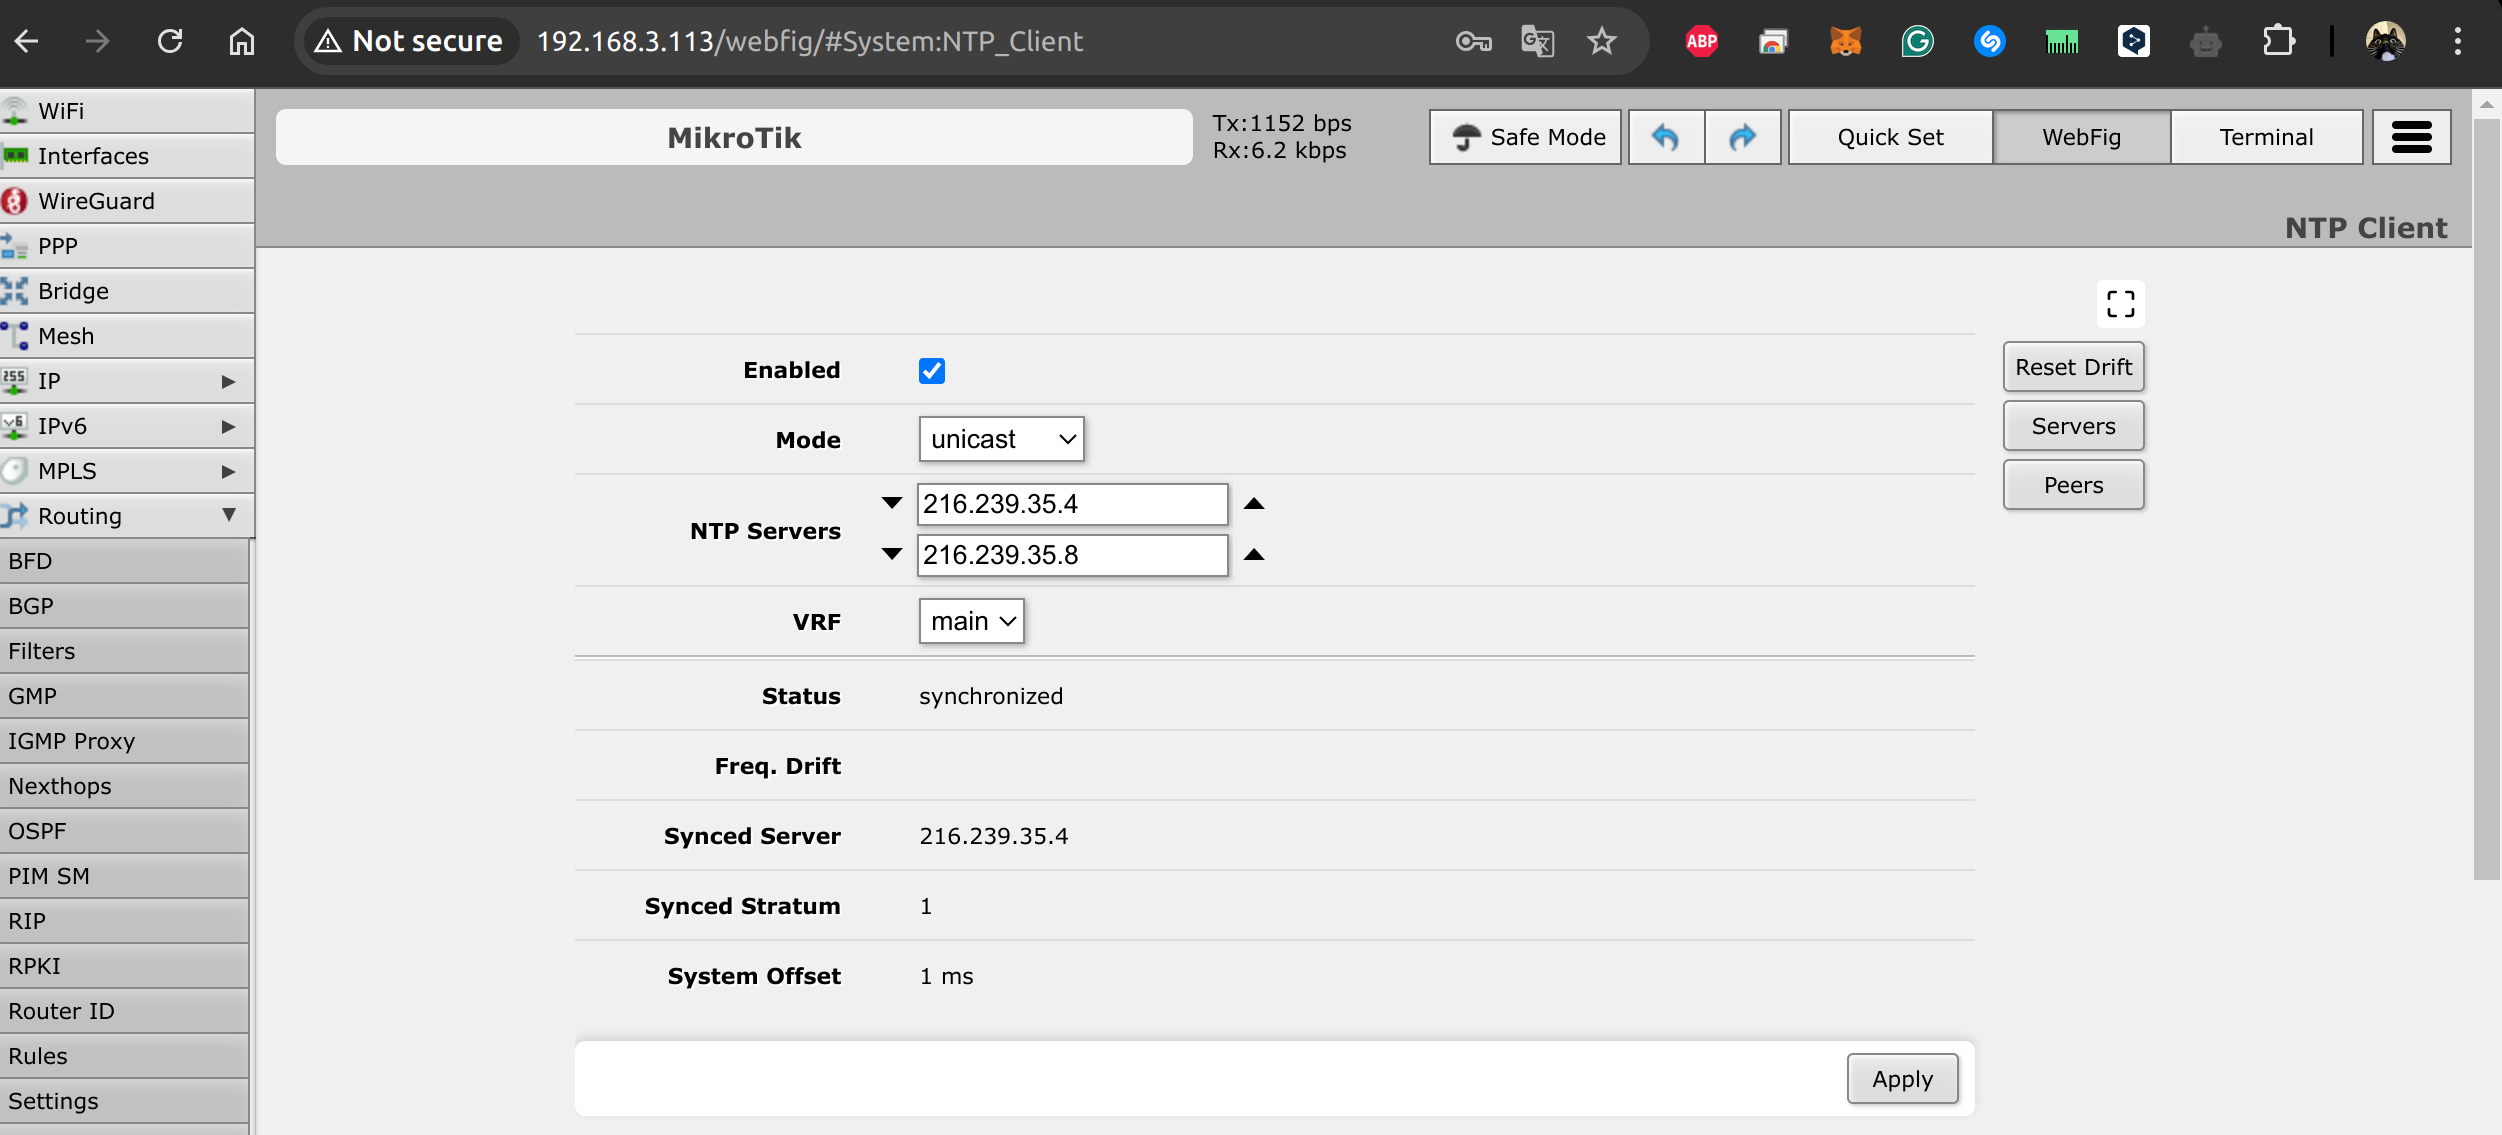 Not secure 192.168.3.113/webfig/#System:NTP_Client ABP
WiFi
Interfaces
WireGuard
PPP
Bridge
Mesh
255 IP
v6 IPv6
MPLS
Routing
BFD
BGP
Filters
GMP
IGMP Proxy
Nexthops
OSPF
PIM SM
RIP
RPKI
Router ID
Rules
Settings
MikroTik
Tx:1152 bps
Rx:6.2 kbps
Safe Mode
Quick Set
WebFig
Terminal
NTP Client
Enabled
Mode unicast
NTP Servers 216.239.35.4
216.239.35.8
VRF main
Status synchronized
Freq. Drift
Synced Server 216.239.35.4
Synced Stratum 1
System Offset 1 ms
Reset Drift
Servers
Peers
Apply